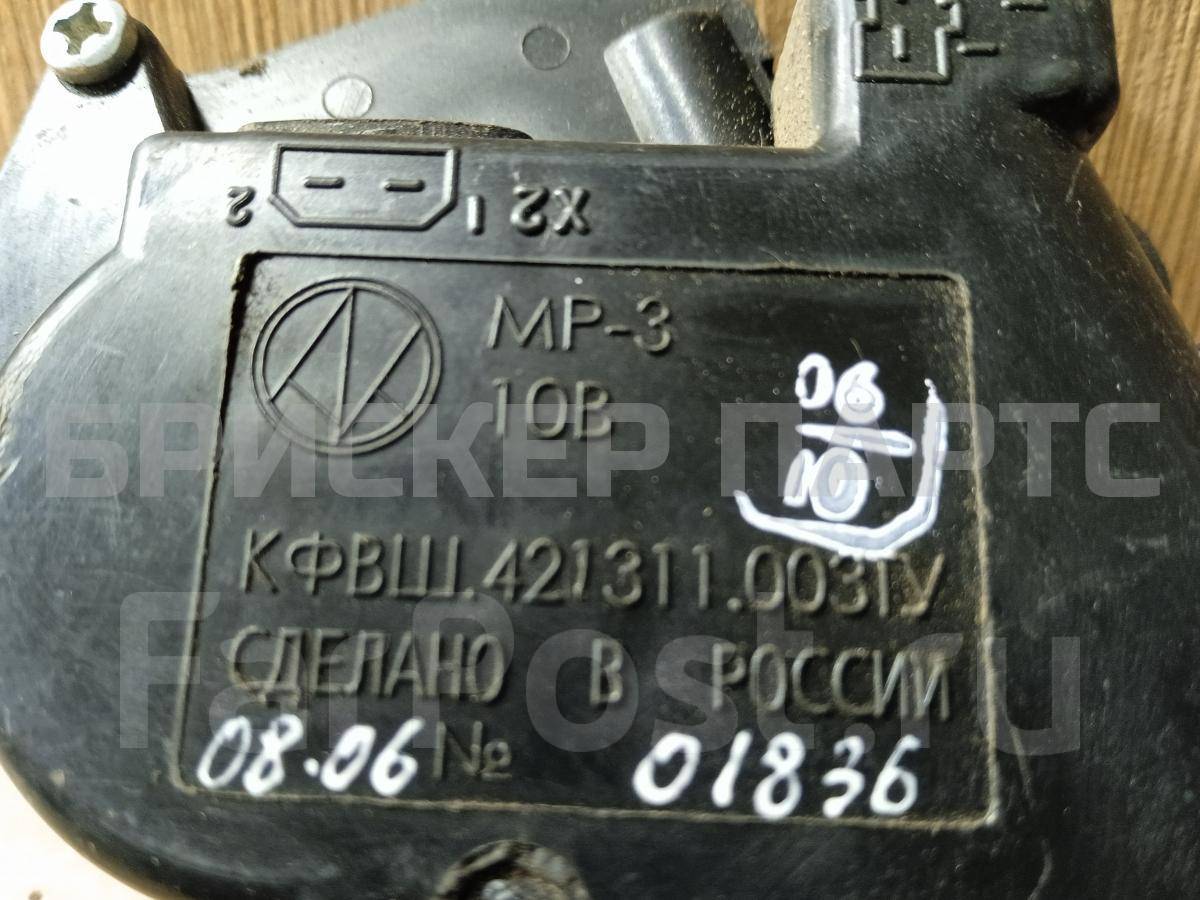 2 1 X2
МР-3
10В
06
10
КФВШ.421311.003ТУ
СДЕЛАНО В РОССИИ
08.06 № 01836
БРИСКЕР ПАРТС
FarPost.ru